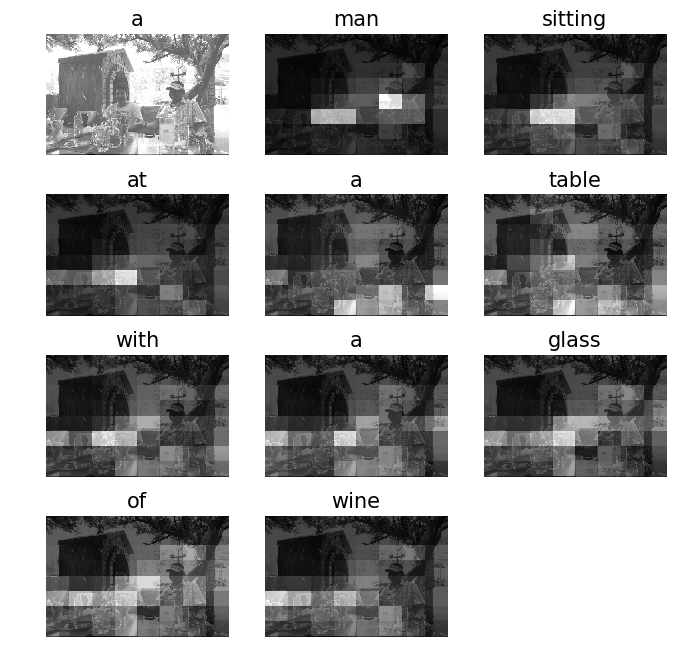 a man sitting
at a table
with a glass
of wine